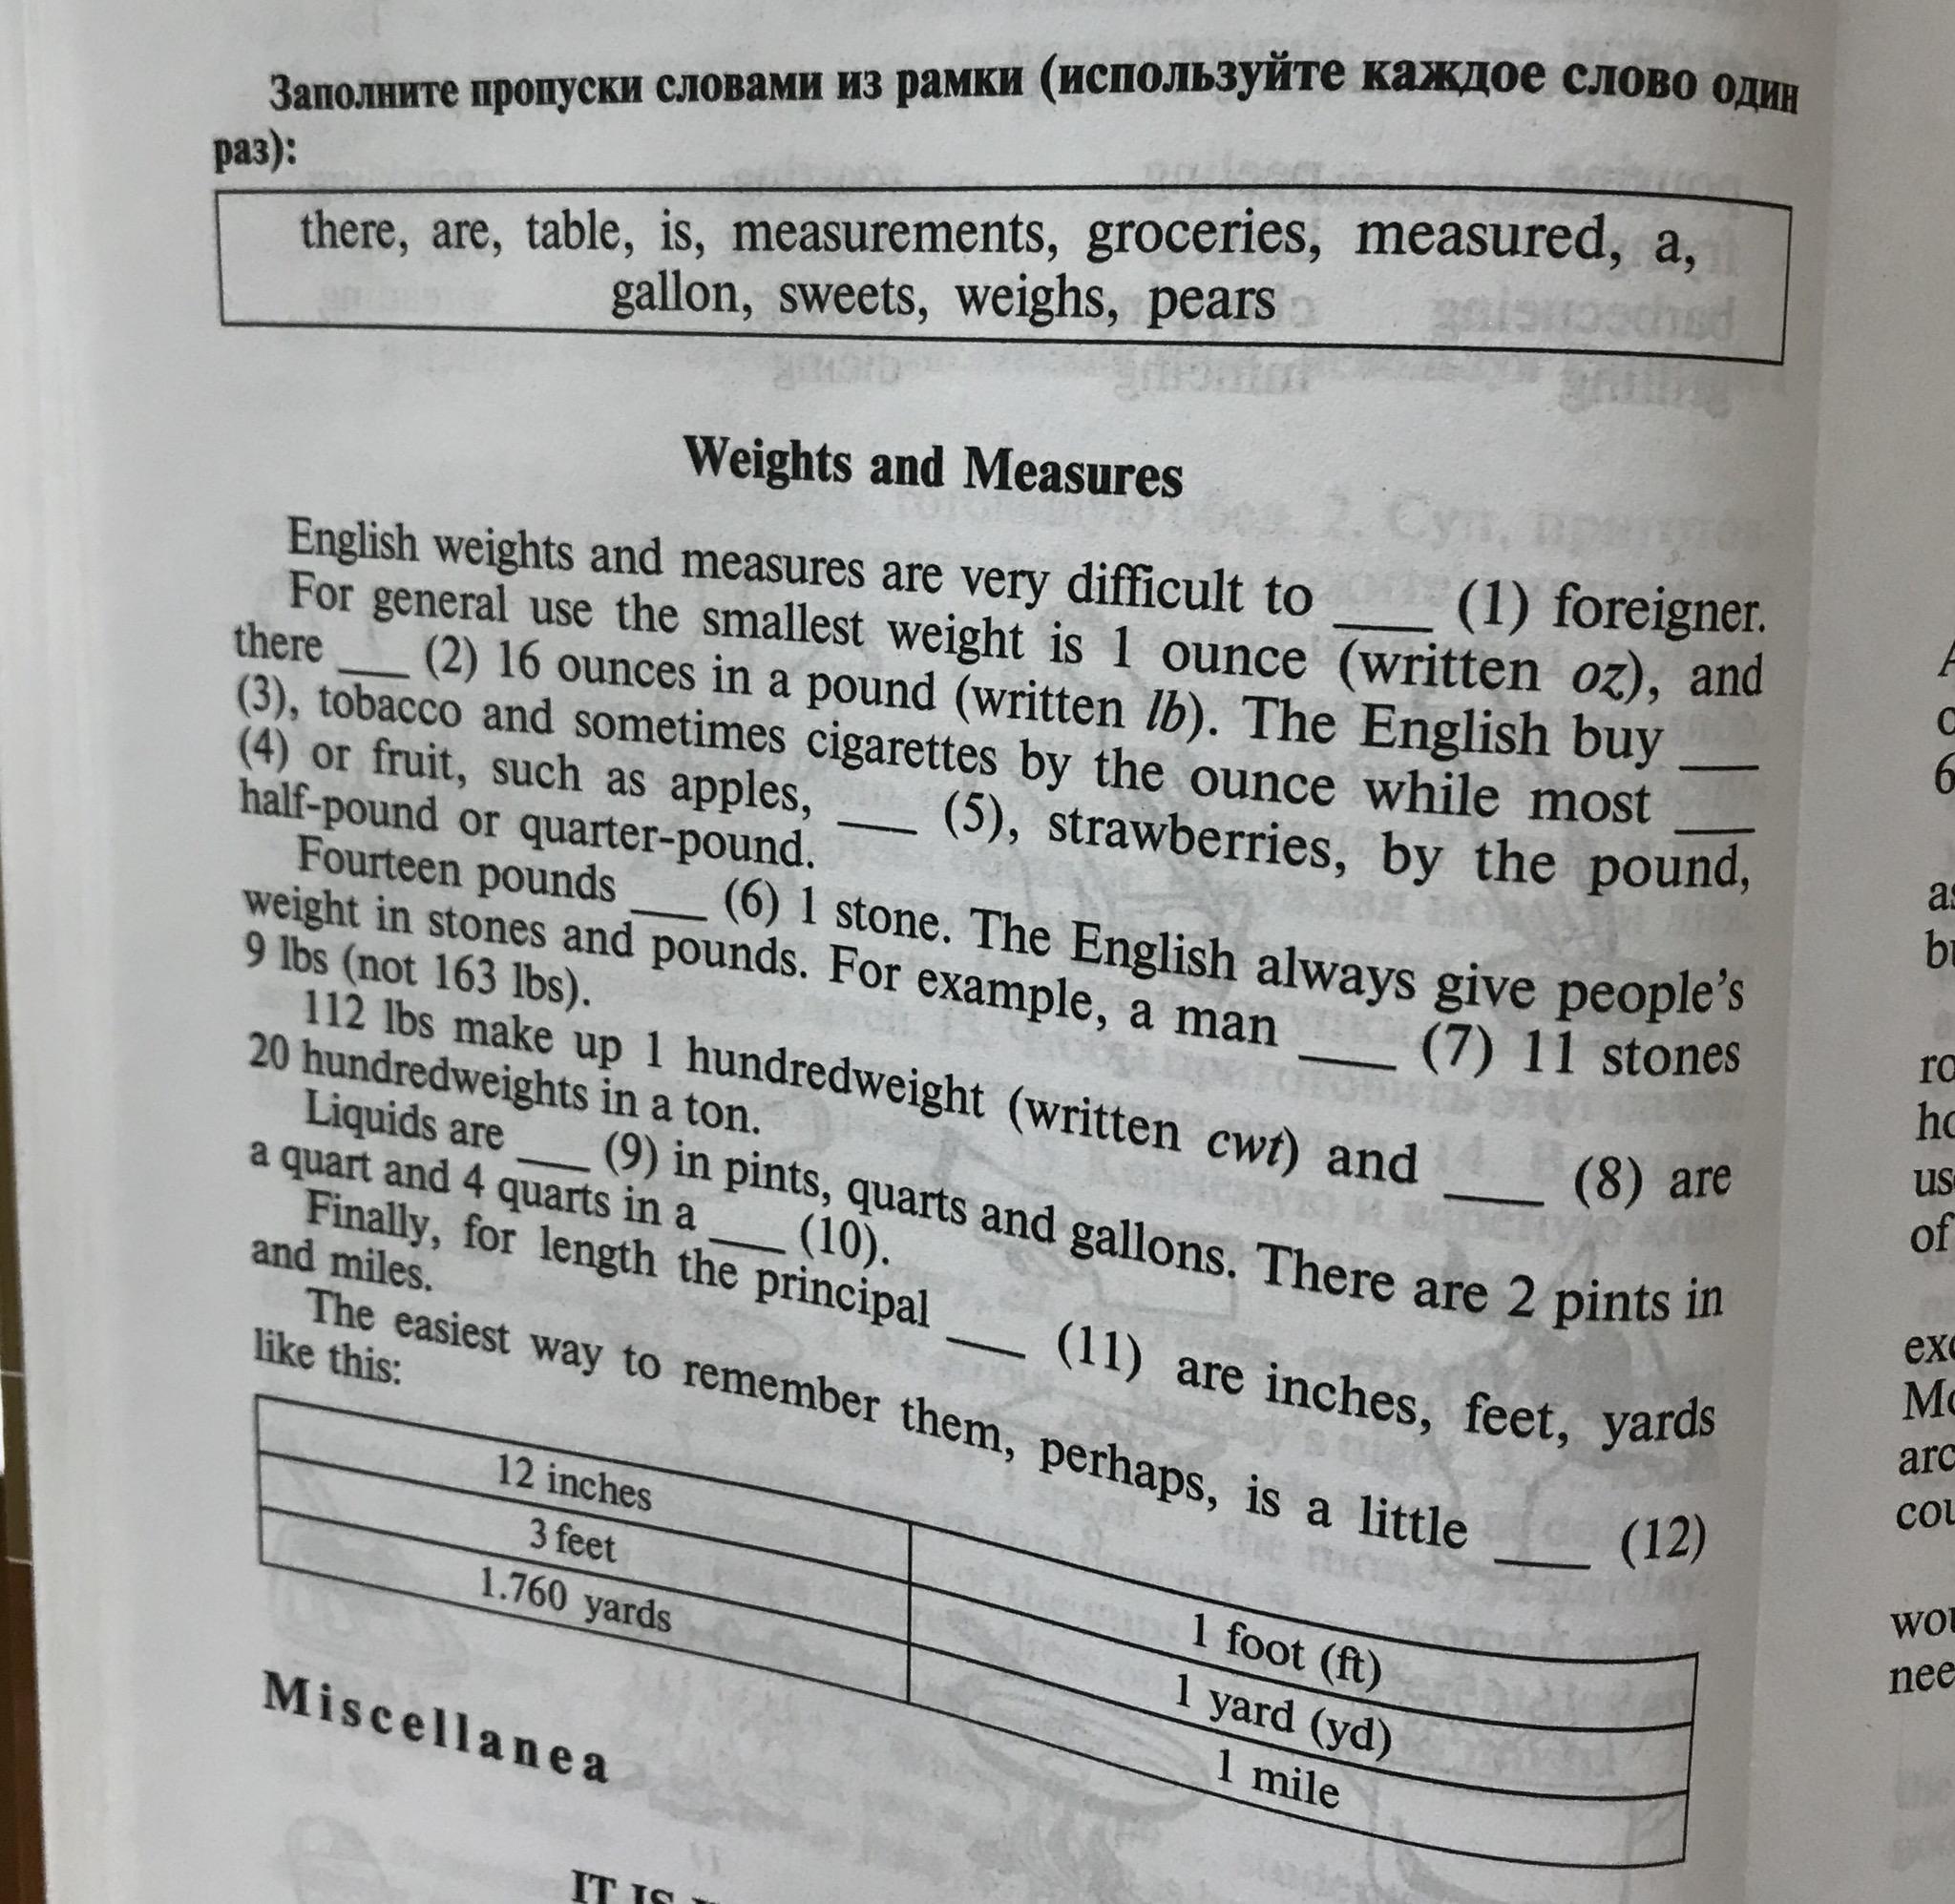 Заполните пропуски словами из рамки (используйте каждое слово один
раз):
there, are, table, is, measurements, groceries, measured, a,
gallon, sweets, weighs, pears
Weights and Measures
English weights and measures are very difficult to ___ (1) foreigner.
For general use the smallest weight is 1 ounce (written oz), and
there ___ (2) 16 ounces in a pound (written lb). The English buy ___
(3), tobacco and sometimes cigarettes by the ounce while most ___
(4) or fruit, such as apples, ___ (5), strawberries, by the pound,
half-pound or quarter-pound.
Fourteen pounds ___ (6) 1 stone. The English always give people's
weight in stones and pounds. For example, a man ___ (7) 11 stones
9 lbs (not 163 lbs).
112 lbs make up 1 hundredweight (written cwt) and ___ (8) are
20 hundredweights in a ton.
Liquids are ___ (9) in pints, quarts and gallons. There are 2 pints in
a quart and 4 quarts in a ___ (10).
Finally, for length the principal ___ (11) are inches, feet, yards
and miles.
The easiest way to remember them, perhaps, is a little ___ (12)
like this:
12 inches 1 foot (ft)
3 feet 1 yard (yd)
1.760 yards 1 mile
Miscellanea
IT IS